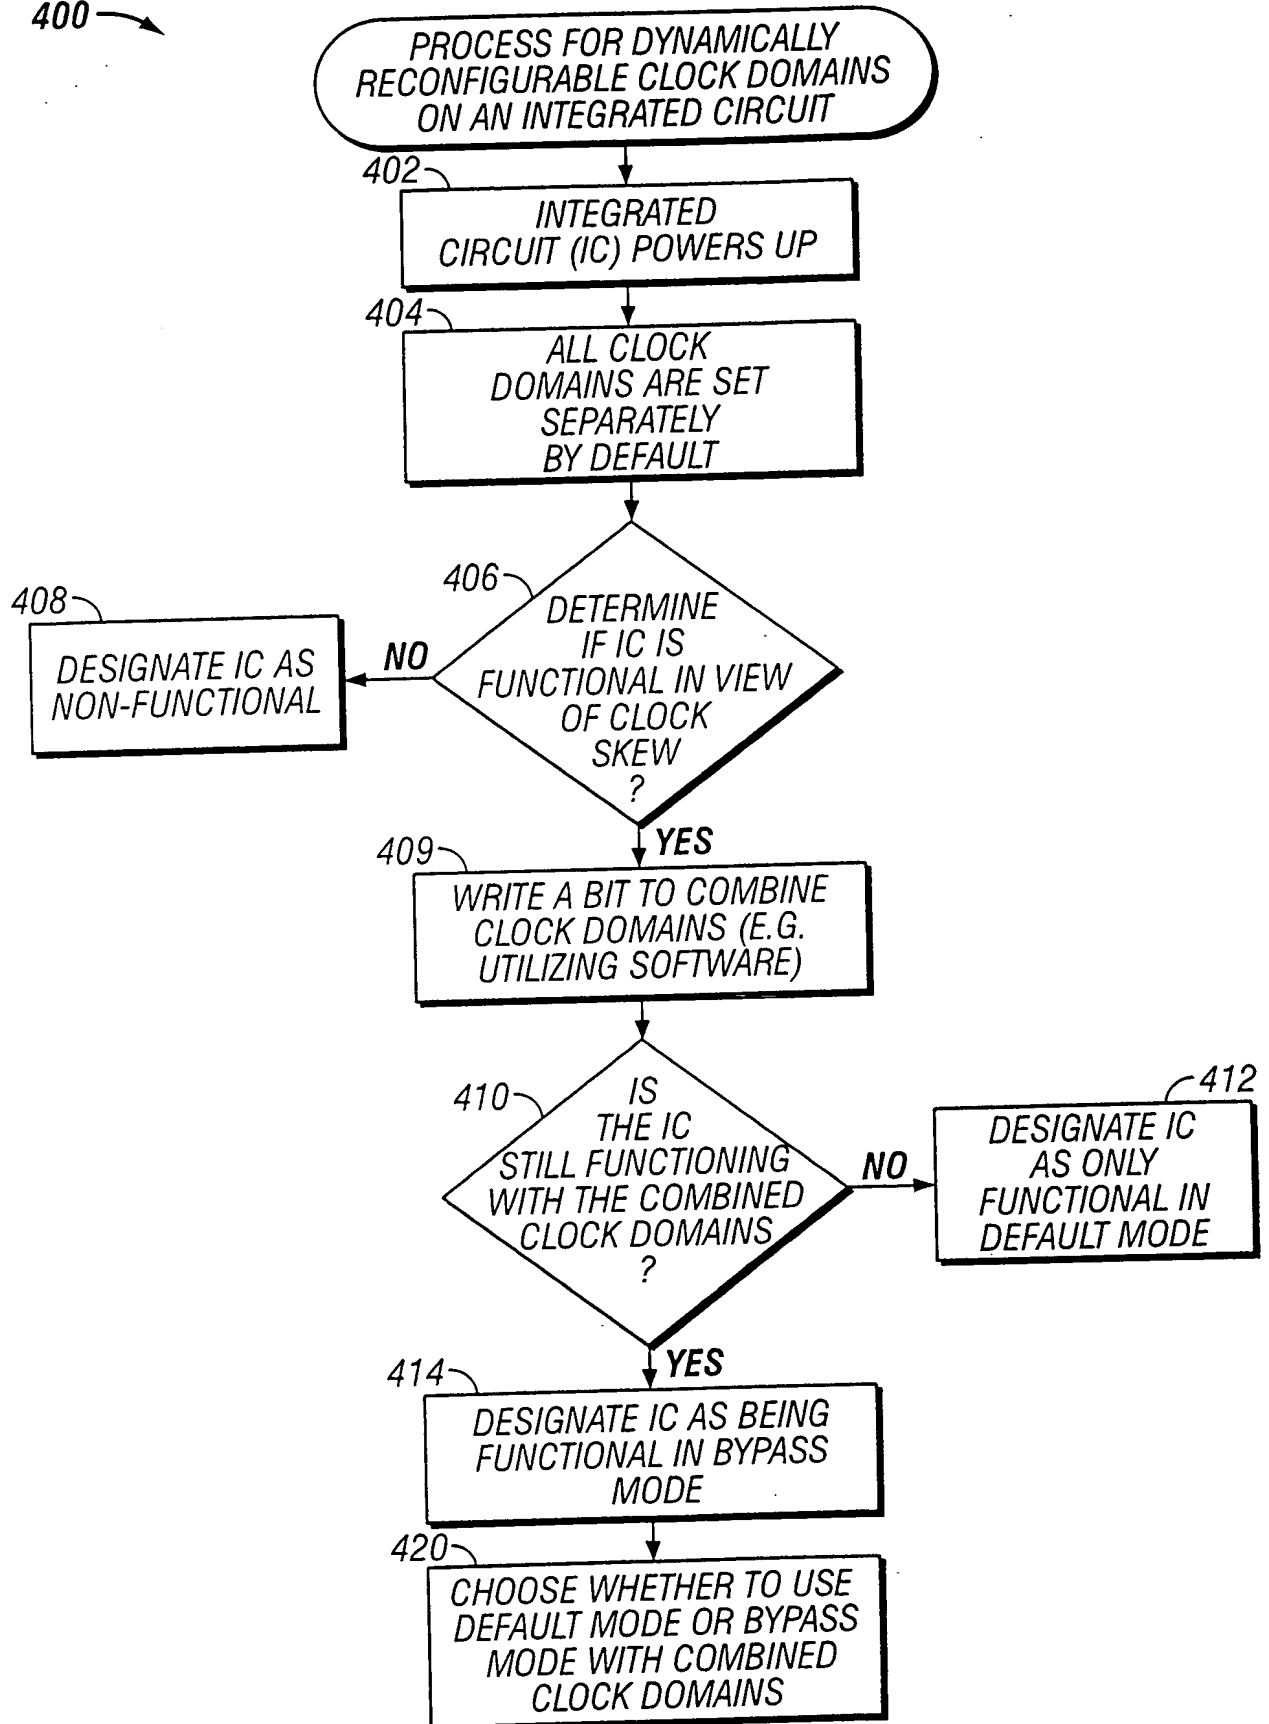 400
PROCESS FOR DYNAMICALLY
RECONFIGURABLE CLOCK DOMAINS
ON AN INTEGRATED CIRCUIT
402
INTEGRATED
CIRCUIT (IC) POWERS UP
404
ALL CLOCK
DOMAINS ARE SET
SEPARATELY
BY DEFAULT
406
DETERMINE
IF IC IS
FUNCTIONAL IN VIEW
OF CLOCK
SKEW
?
NO
408
DESIGNATE IC AS
NON-FUNCTIONAL
YES
409
WRITE A BIT TO COMBINE
CLOCK DOMAINS (E.G.
UTILIZING SOFTWARE)
410
IS
THE IC
STILL FUNCTIONING
WITH THE COMBINED
CLOCK DOMAINS
?
NO
412
DESIGNATE IC
AS ONLY
FUNCTIONAL IN
DEFAULT MODE
YES
414
DESIGNATE IC AS BEING
FUNCTIONAL IN BYPASS
MODE
420
CHOOSE WHETHER TO USE
DEFAULT MODE OR BYPASS
MODE WITH COMBINED
CLOCK DOMAINS